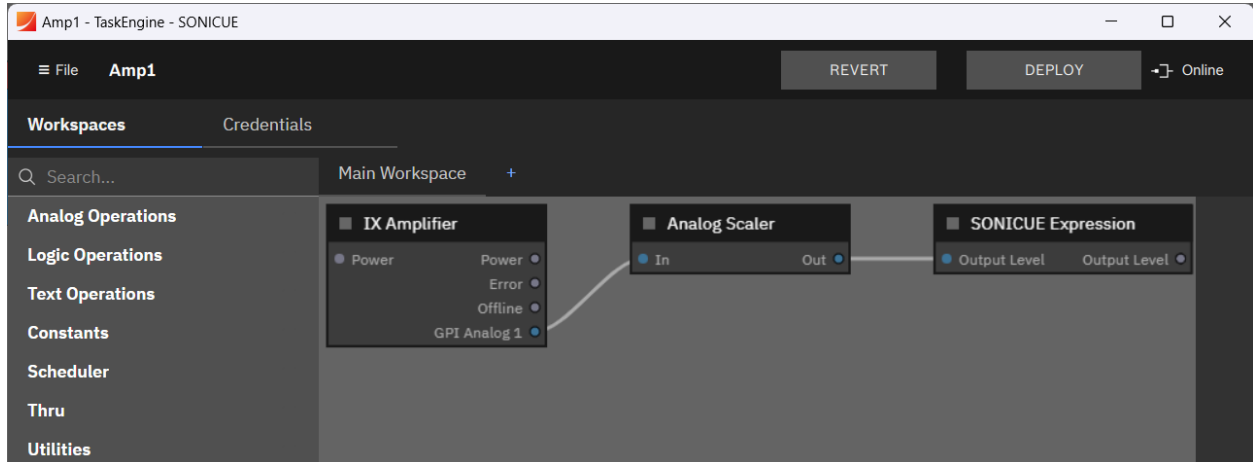 Amp1 - TaskEngine - SONICUE
≡ File Amp1 REVERT DEPLOY Online
Workspaces Credentials
Search... Main Workspace +
Analog Operations
Logic Operations
Text Operations
Constants
Scheduler
Thru
Utilities
IX Amplifier
Power Power
Error
Offline
GPI Analog 1
Analog Scaler
In Out
SONICUE Expression
Output Level Output Level